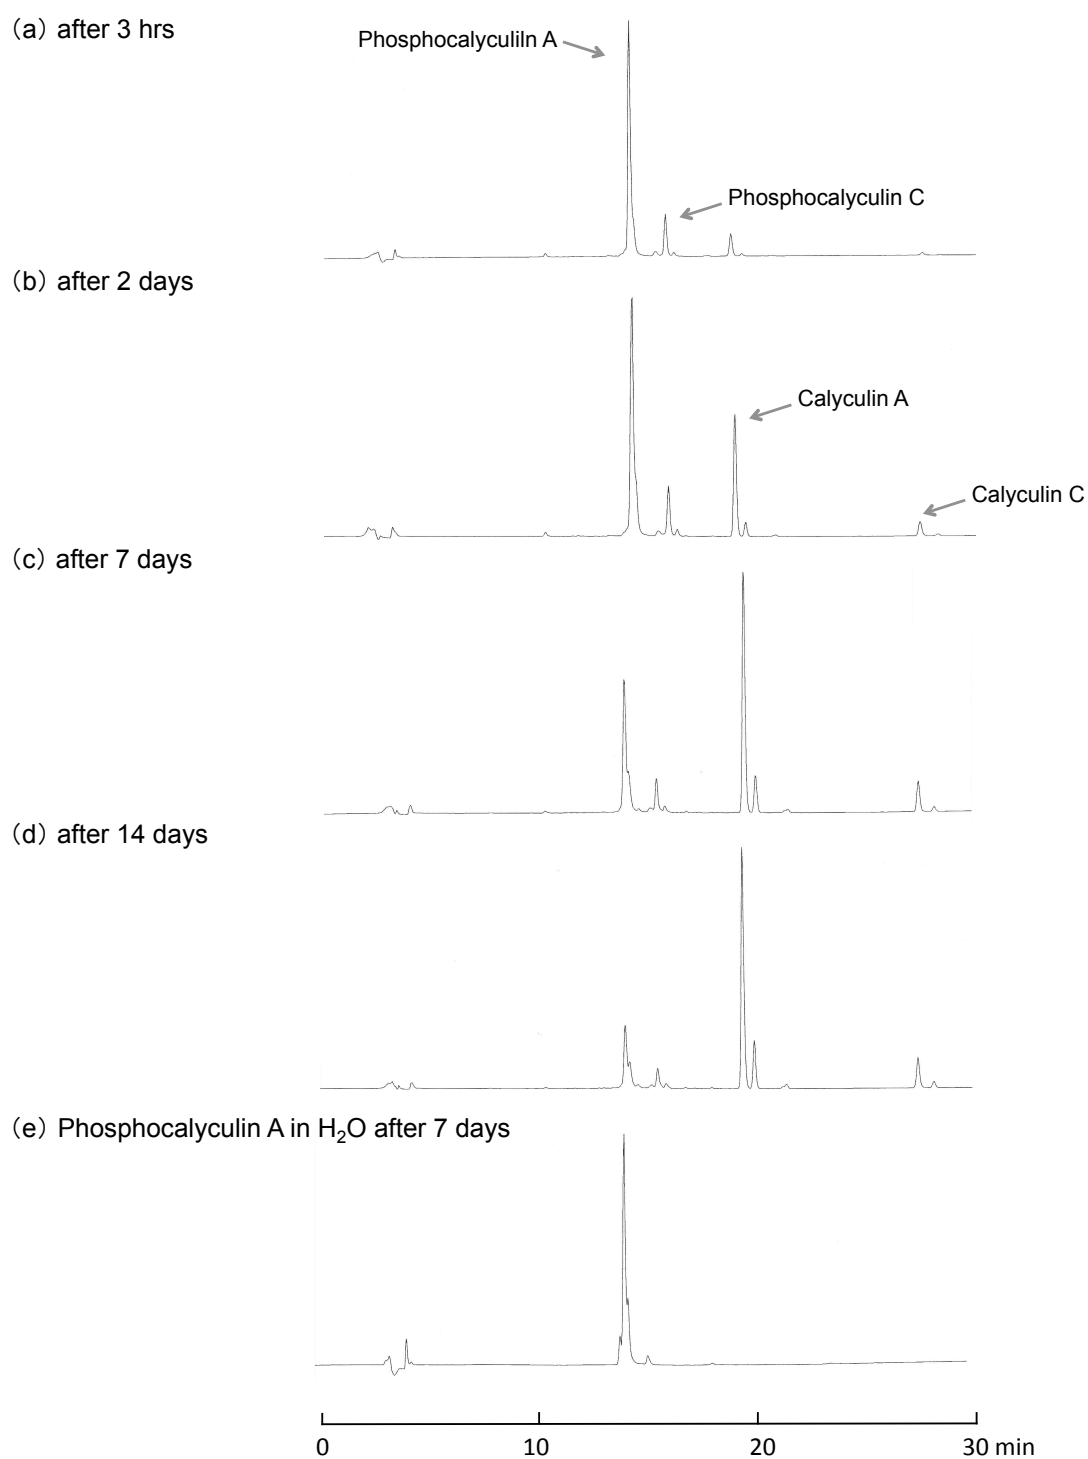 (a) after 3 hrs
Phosphocalyculiln A
Phosphocalyculin C
(b) after 2 days
Calyculin A
Calyculin C
(c) after 7 days
(d) after 14 days
(e) Phosphocalyculin A in H₂O after 7 days
0 10 20 30 min